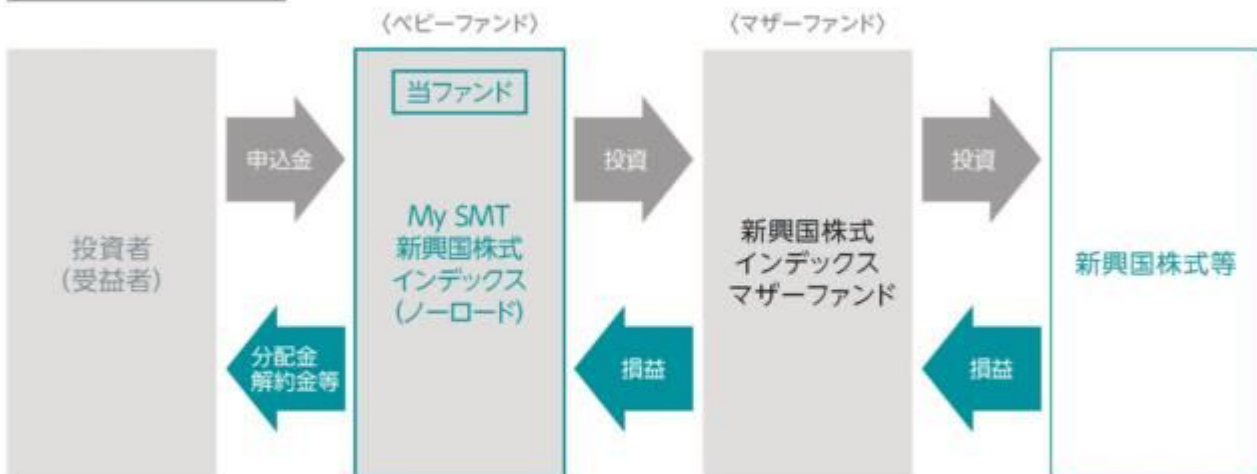 〈ベビーファンド〉
〈マザーファンド〉
投資者
(受益者)
申込金
分配金
解約金等
当ファンド
My SMT
新興国株式
インデックス
(ノーロード)
投資
損益
新興国株式
インデックス
マザーファンド
投資
損益
新興国株式等